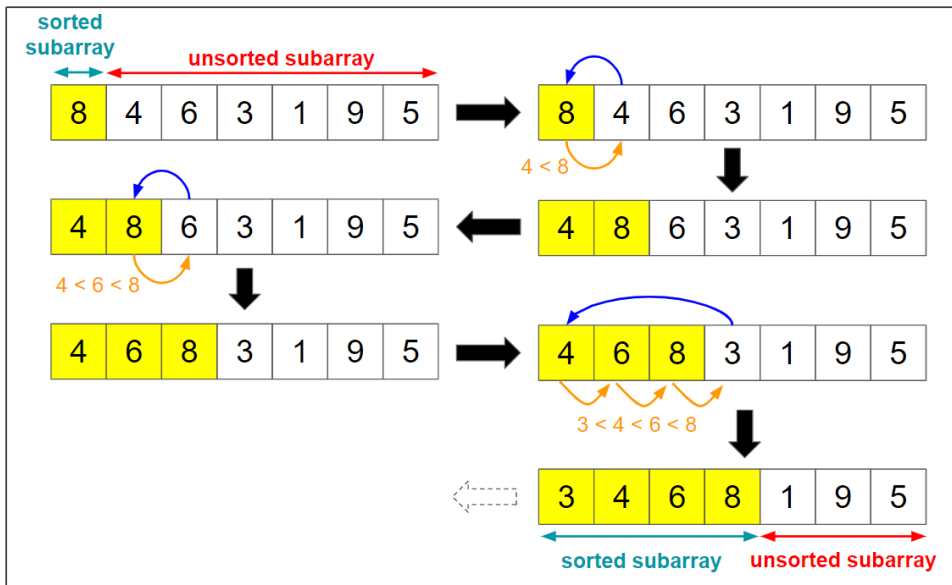 sorted
subarray
unsorted subarray
8 4 6 3 1 9 5
8 4 6 3 1 9 5
4 < 8
4 8 6 3 1 9 5
4 8 6 3 1 9 5
4 < 6 < 8
4 6 8 3 1 9 5
4 6 8 3 1 9 5
3 < 4 < 6 < 8
3 4 6 8 1 9 5
sorted subarray
unsorted subarray